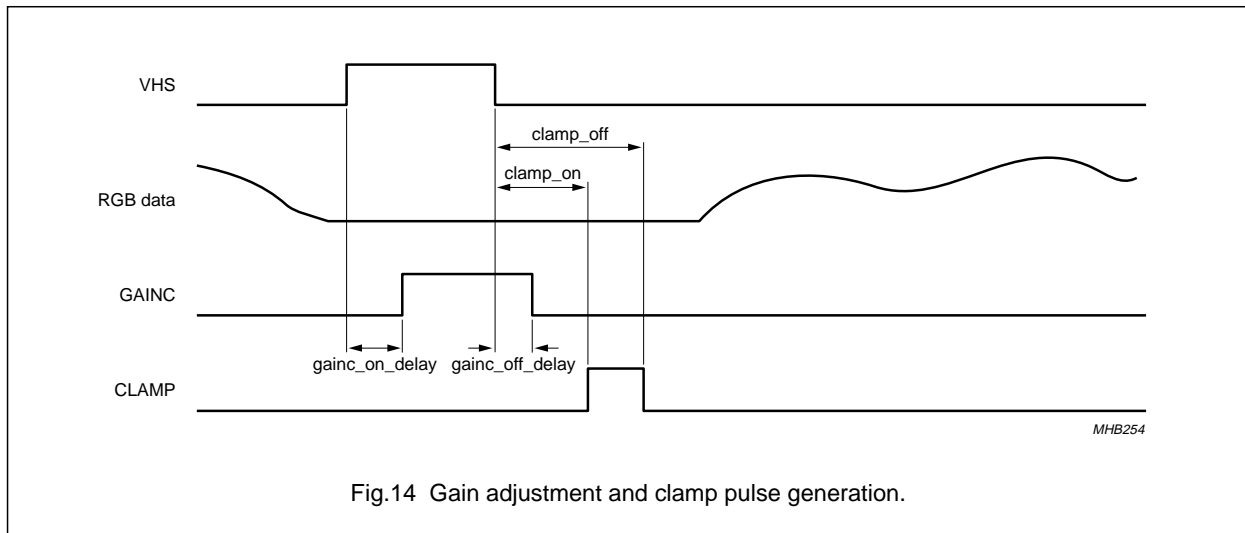 VHS
clamp_off
clamp_on
RGB data
GAINC
gainc_on_delay gainc_off_delay
CLAMP
MHB254
Fig.14 Gain adjustment and clamp pulse generation.